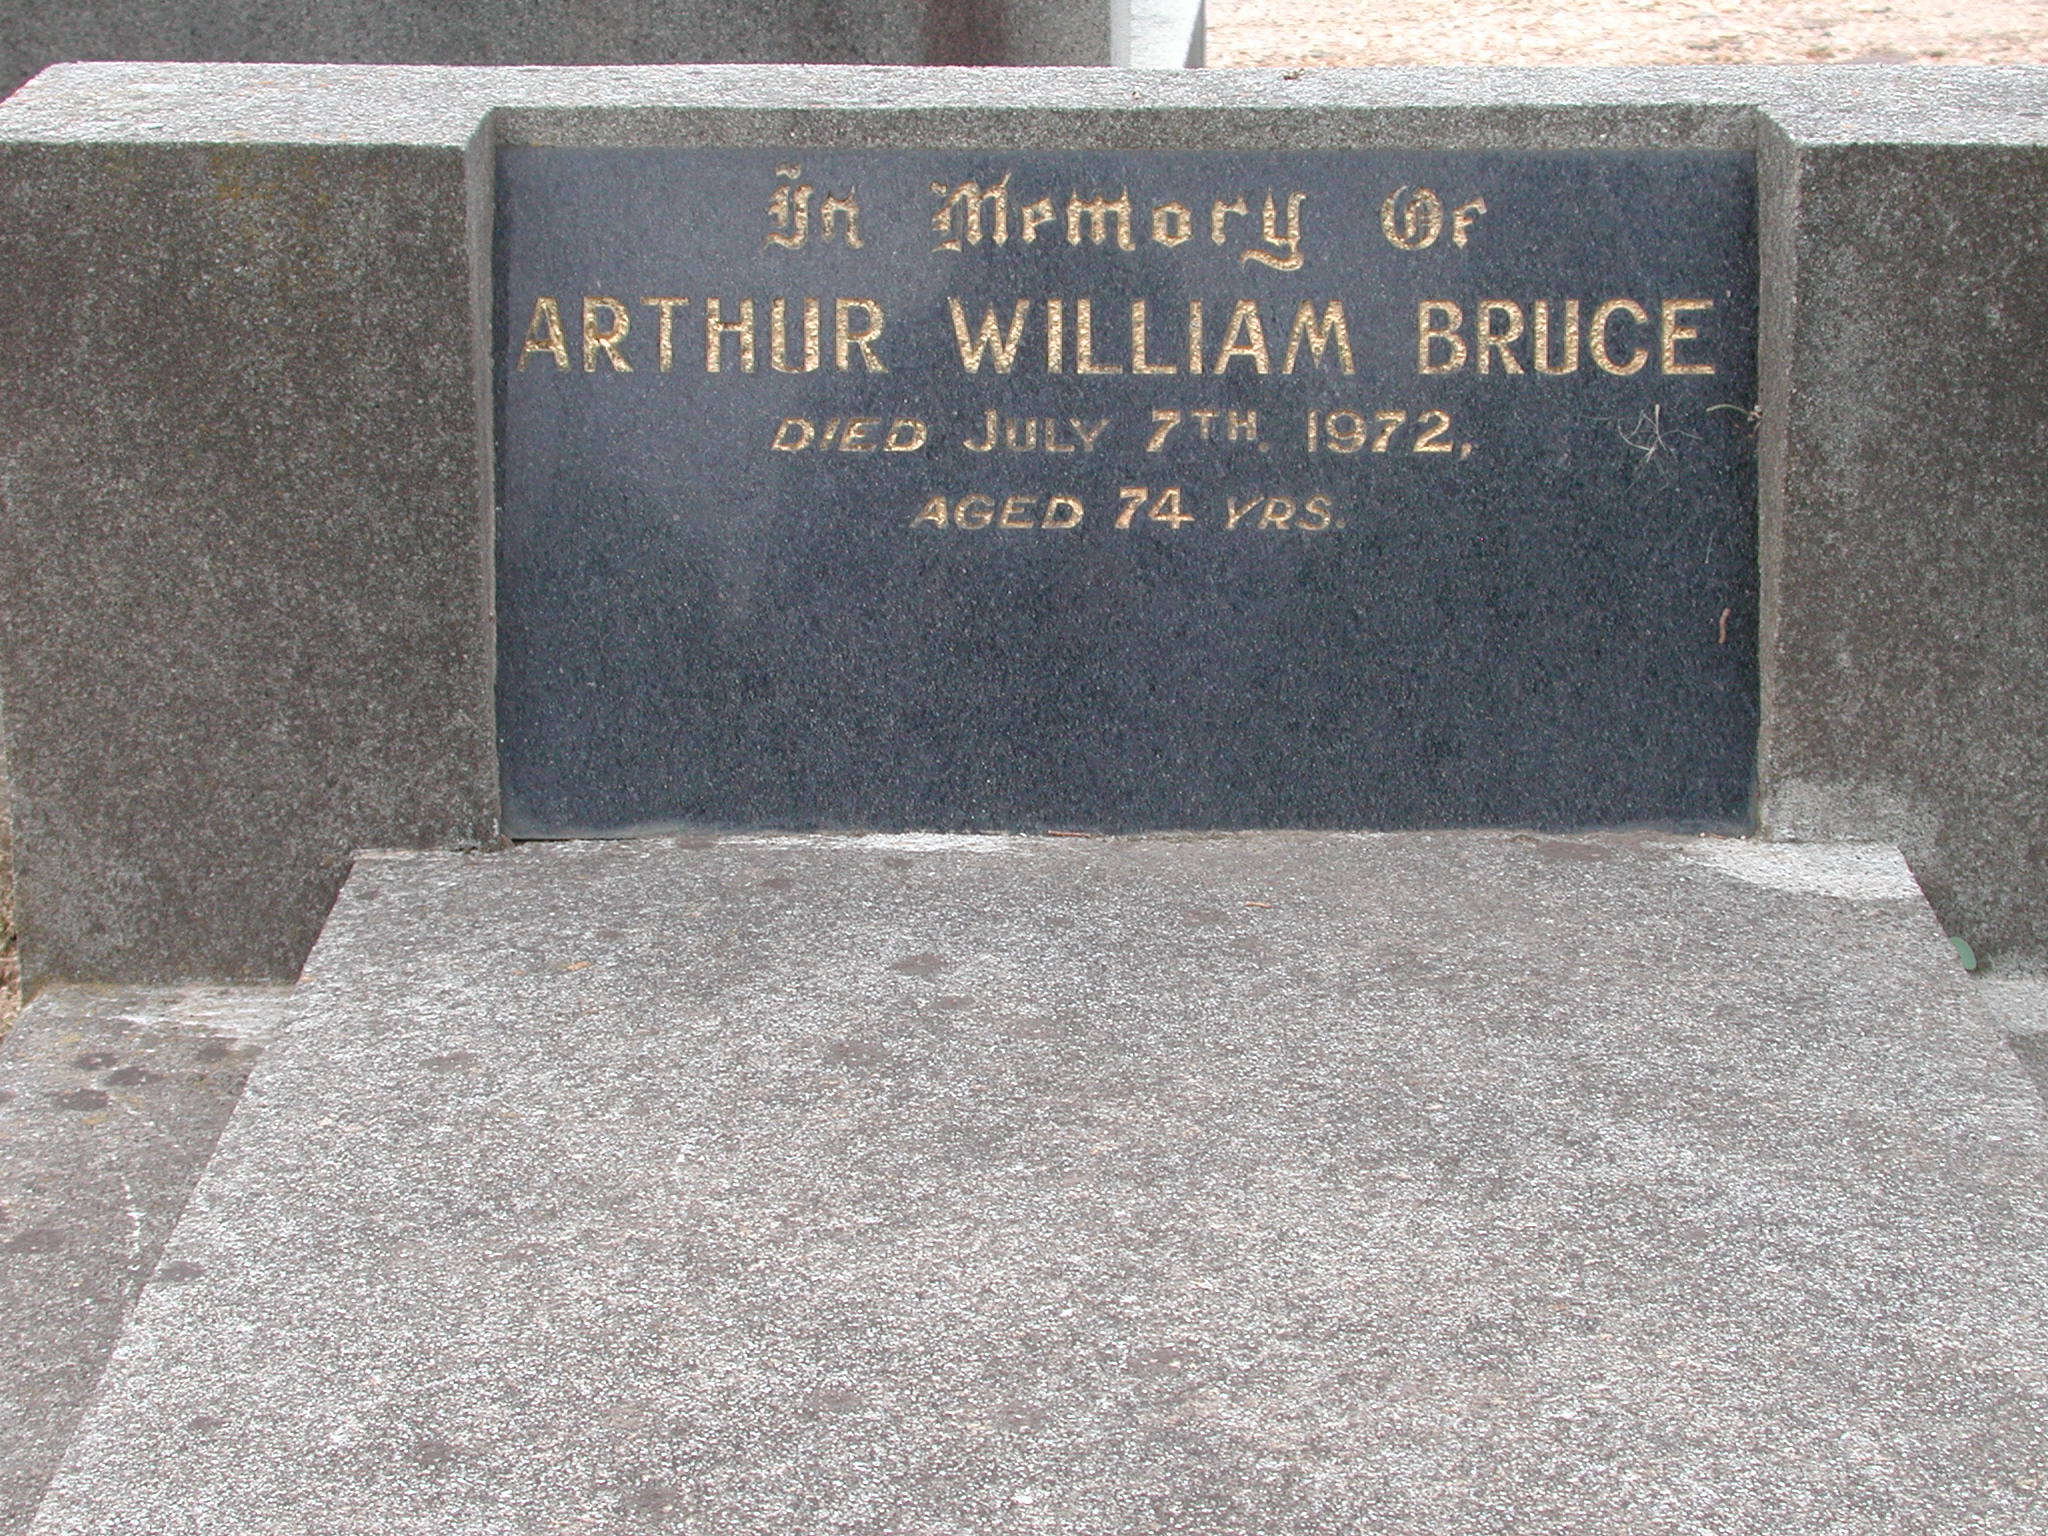 In Memory Of
ARTHUR WILLIAM BRUCE
DIED JULY 7TH. 1972,
AGED 74 YRS.